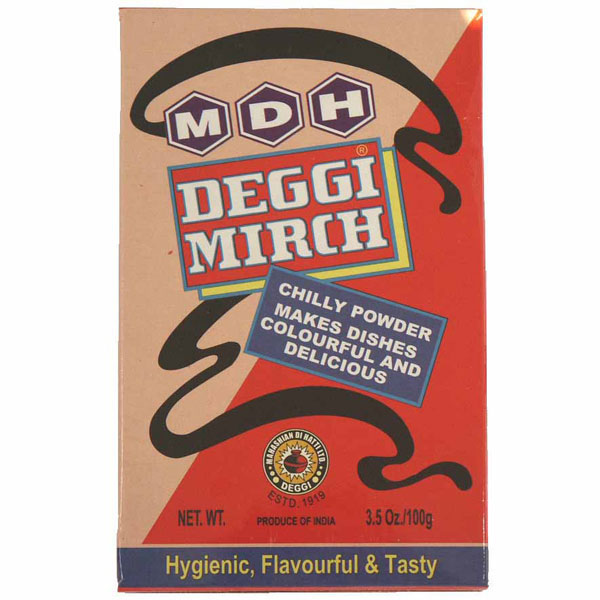 MDH
DEGGI ®
MIRCH
CHILLY POWDER
MAKES DISHES
COLOURFUL AND
DELICIOUS
MAHASHIAN DI HATTI LTD.
DEGGI
ESTD. 1919
NET. WT. PRODUCE OF INDIA 3.5 Oz./100g
Hygienic, Flavourful & Tasty